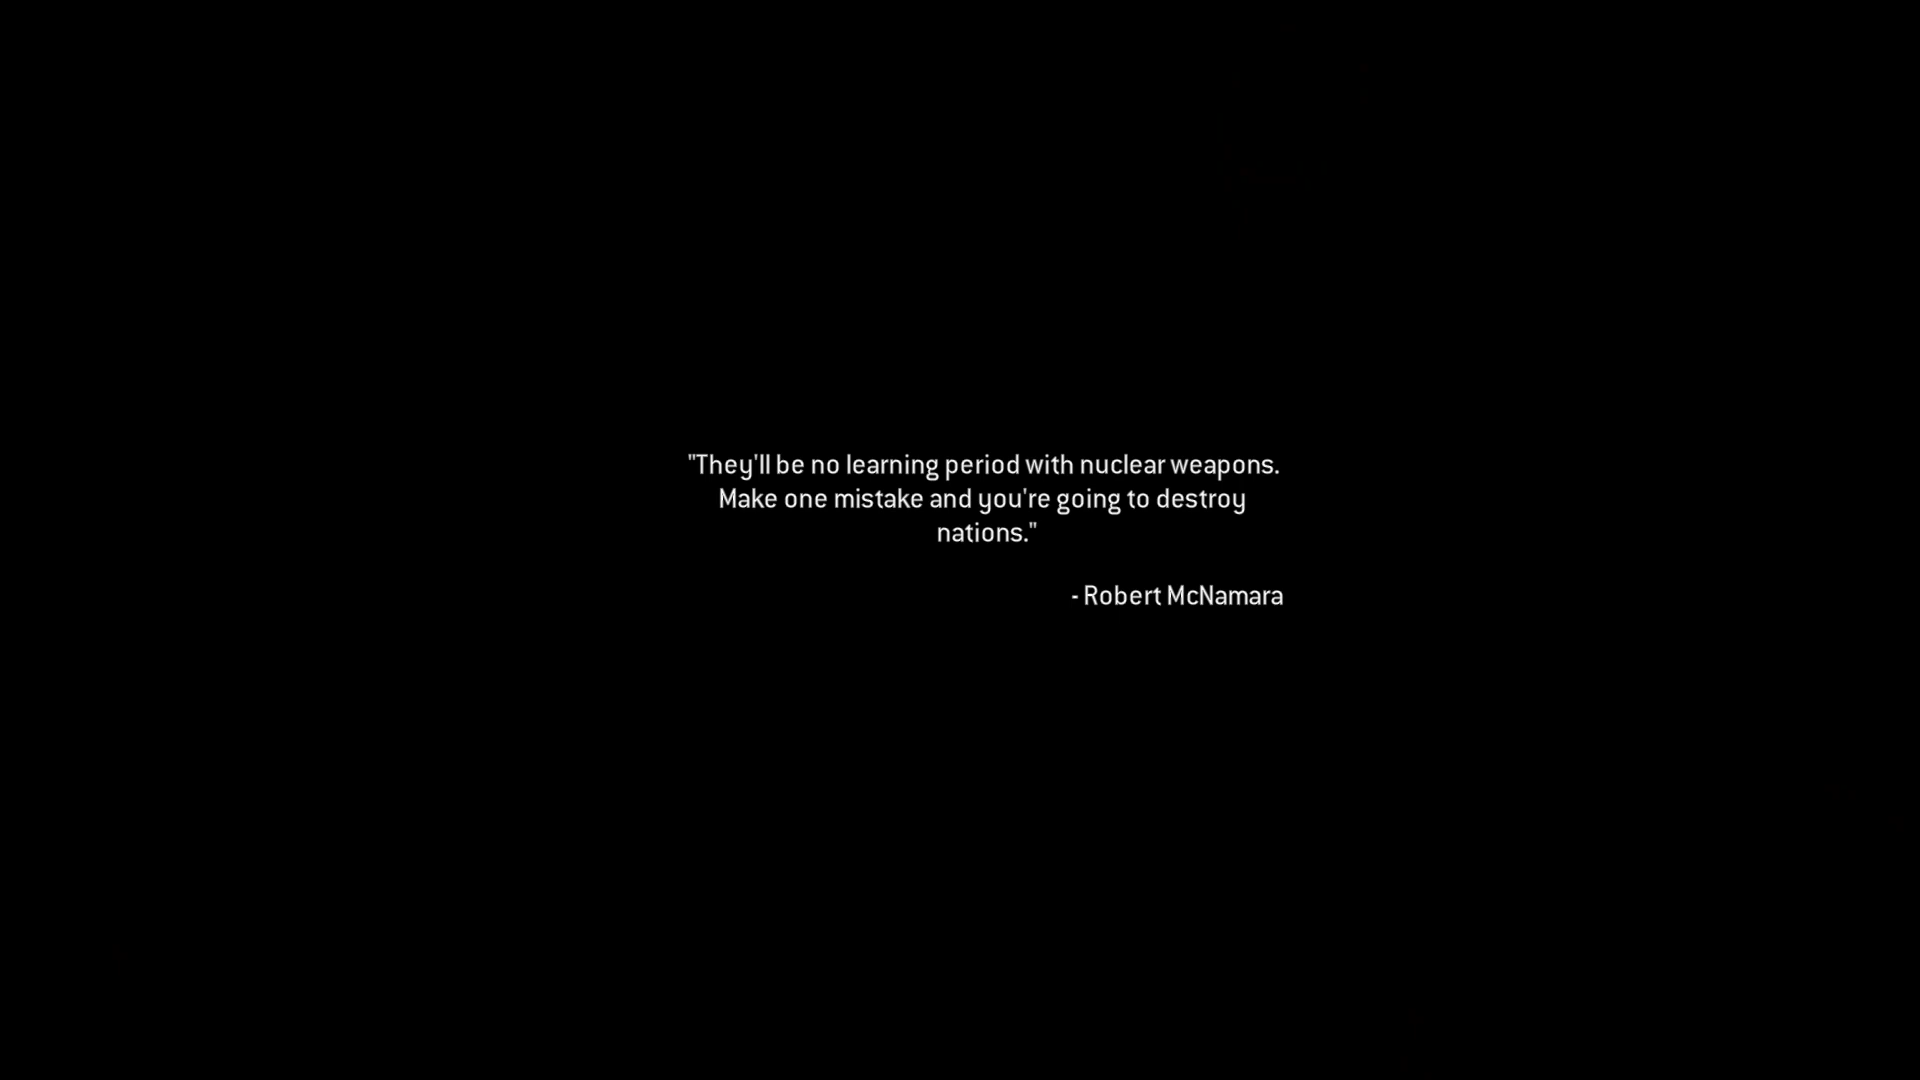 "They'll be no learning period with nuclear weapons.
Make one mistake and you're going to destroy
nations."
- Robert McNamara